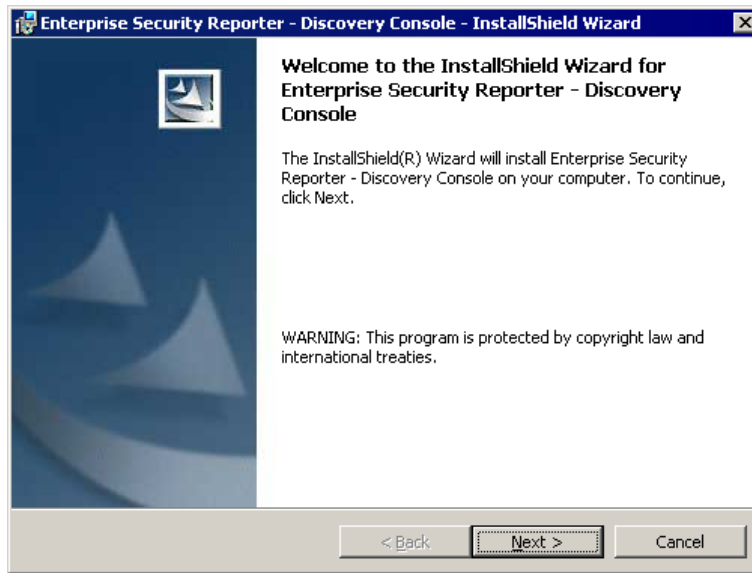 Enterprise Security Reporter - Discovery Console - InstallShield Wizard
Welcome to the InstallShield Wizard for
Enterprise Security Reporter - Discovery
Console
The InstallShield(R) Wizard will install Enterprise Security
Reporter - Discovery Console on your computer. To continue,
click Next.
WARNING: This program is protected by copyright law and
international treaties.
< Back Next > Cancel